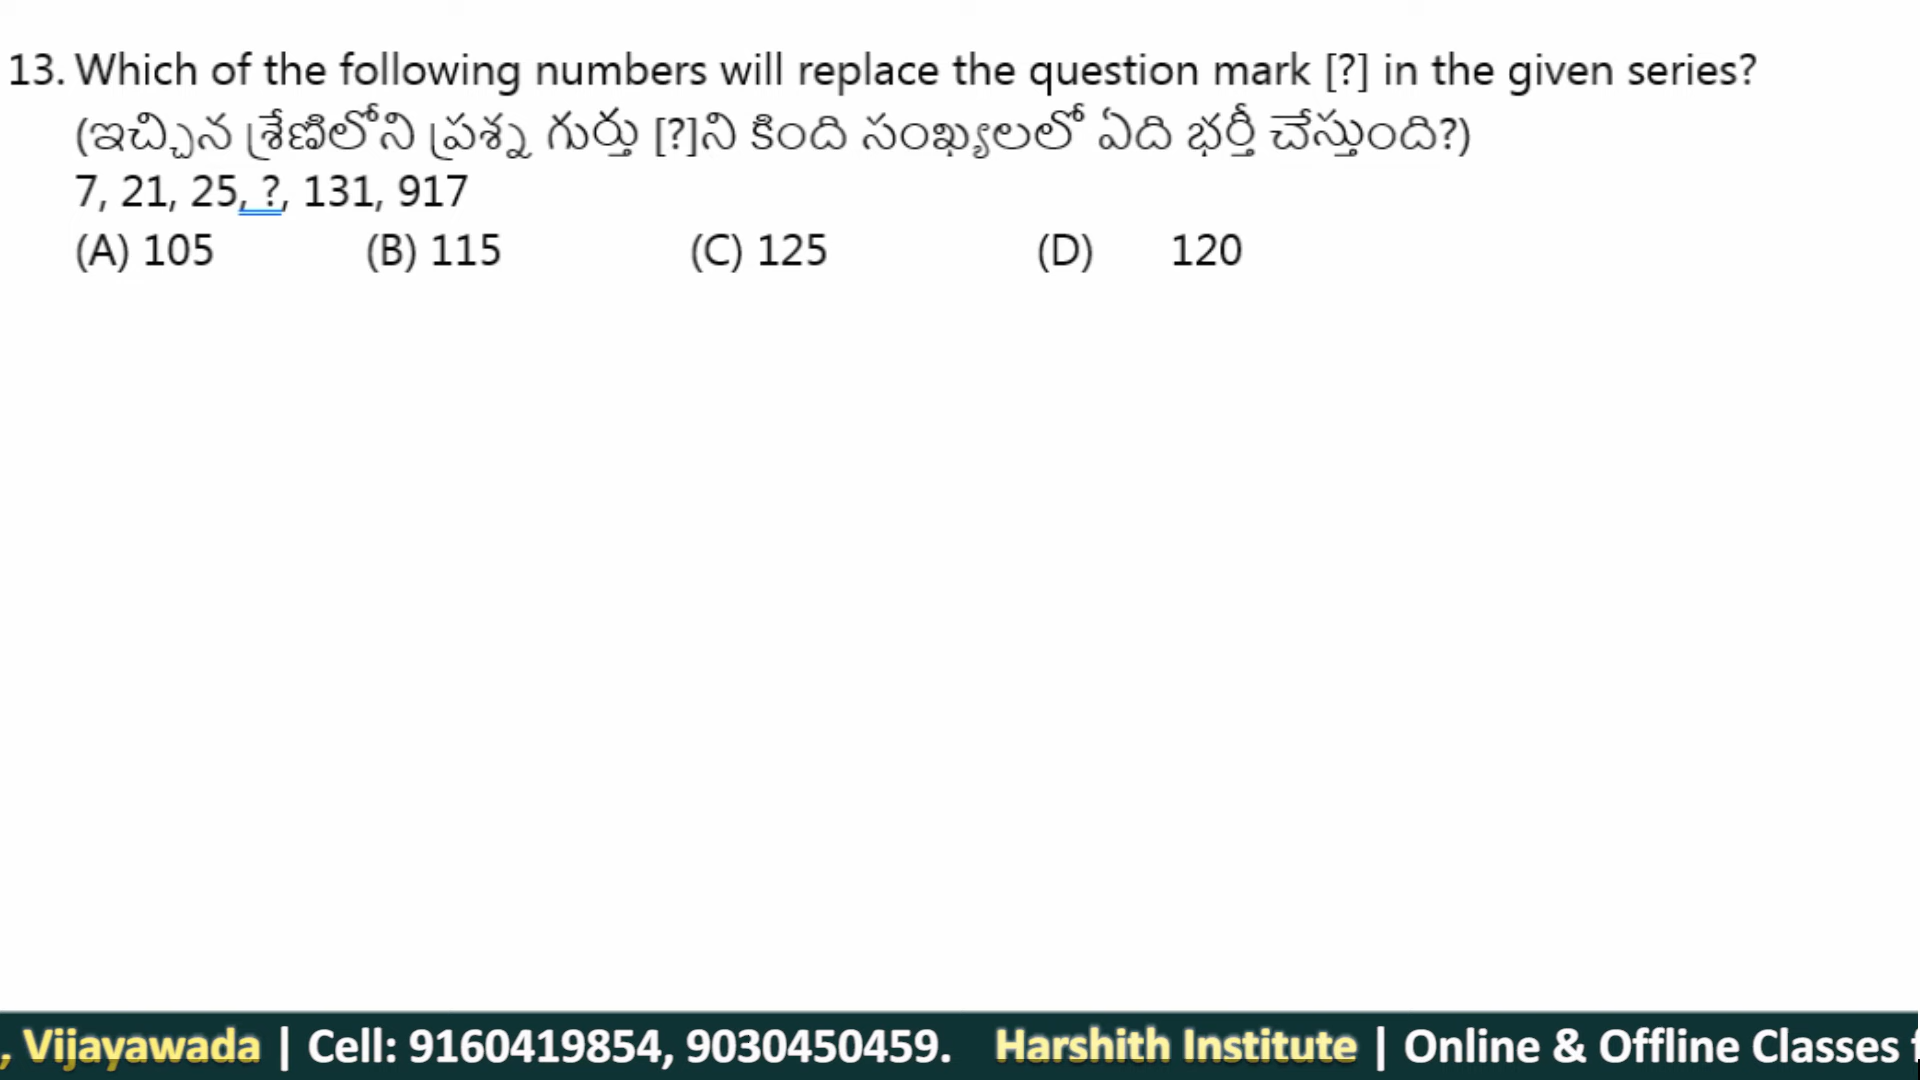 13. Which of the following numbers will replace the question mark [?] in the given series?
(ఇచ్చిన శ్రేణిలోని ప్రశ్న గుర్తు [?]ని కింది సంఖ్యలలో ఏది భర్తీ చేస్తుంది?)
7, 21, 25, ?, 131, 917
(A) 105 (B) 115 (C) 125 (D) 120
, Vijayawada | Cell: 9160419854, 9030450459. Harshith Institute | Online & Offline Classes